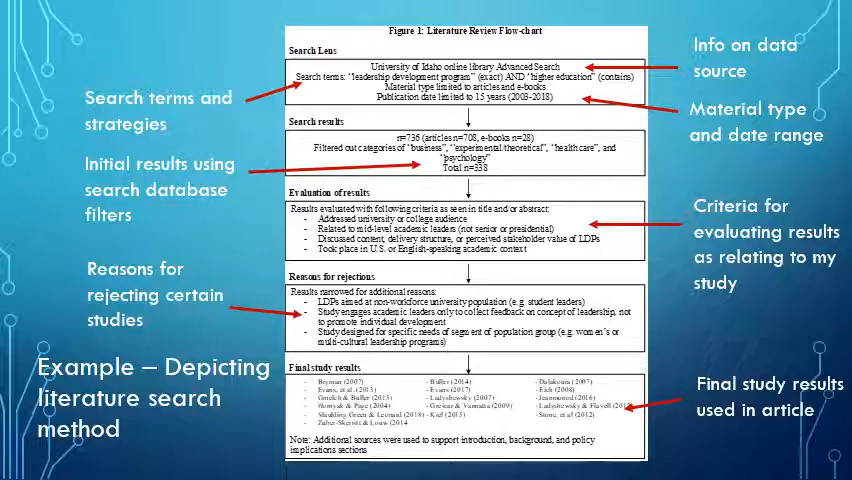 Figure 1: Literature Review Flow-chart
Search Lens
University of Idaho online library Advanced Search
Search terms: “leadership development program” (exact) AND “higher education” (contains)
Material type limited to articles and e-books
Publication date limited to 15 years (2003-2018)
Search results
n=736 (articles n=708, e-books n=28)
Filtered out categories of “business”, “experimental/theoretical”, “healthcare”, and
“psychology”
Total n=338
Evaluation of results
Results evaluated with following criteria as seen in title and/or abstract:
- Addressed university or college audience
- Related to mid-level academic leaders (not senior or presidential)
- Discussed content, delivery structure, or perceived stakeholder value of LDPs
- Took place in U.S. or English-speaking academic context
Reasons for rejections
Results narrowed for additional reasons:
- LDPs aimed at non-workforce university population (e.g. student leaders)
- Study engages academic leaders only to collect feedback on concept of leadership, not
to promote individual development
- Study designed for specific needs of segment of population group (e.g. women’s or
multi-cultural leadership programs)
Final study results
- Bryman (2007) - Buller (2014) - Dalakoura (2007)
- Evans, et al. (2013) - Evans (2017) - Eich (2008)
- Gmelch & Buller (2015) - Ladyshewsky (2007) - Jeanmonod (2016)
- Homyak & Page (2004) - Greicar & Vannatta (2009) - Ladyshewsky & Flavell (2012)
- Maulding Green & Leonard (2018) - Kief (2015) - Stone, et al (2012)
- Zuber-Skerritt & Louw (2014
Note: Additional sources were used to support introduction, background, and policy
implications sections
Search terms and
strategies
Initial results using
search database
filters
Reasons for
rejecting certain
studies
Example – Depicting
literature search
method
Info on data
source
Material type
and date range
Criteria for
evaluating results
as relating to my
study
Final study results
used in article